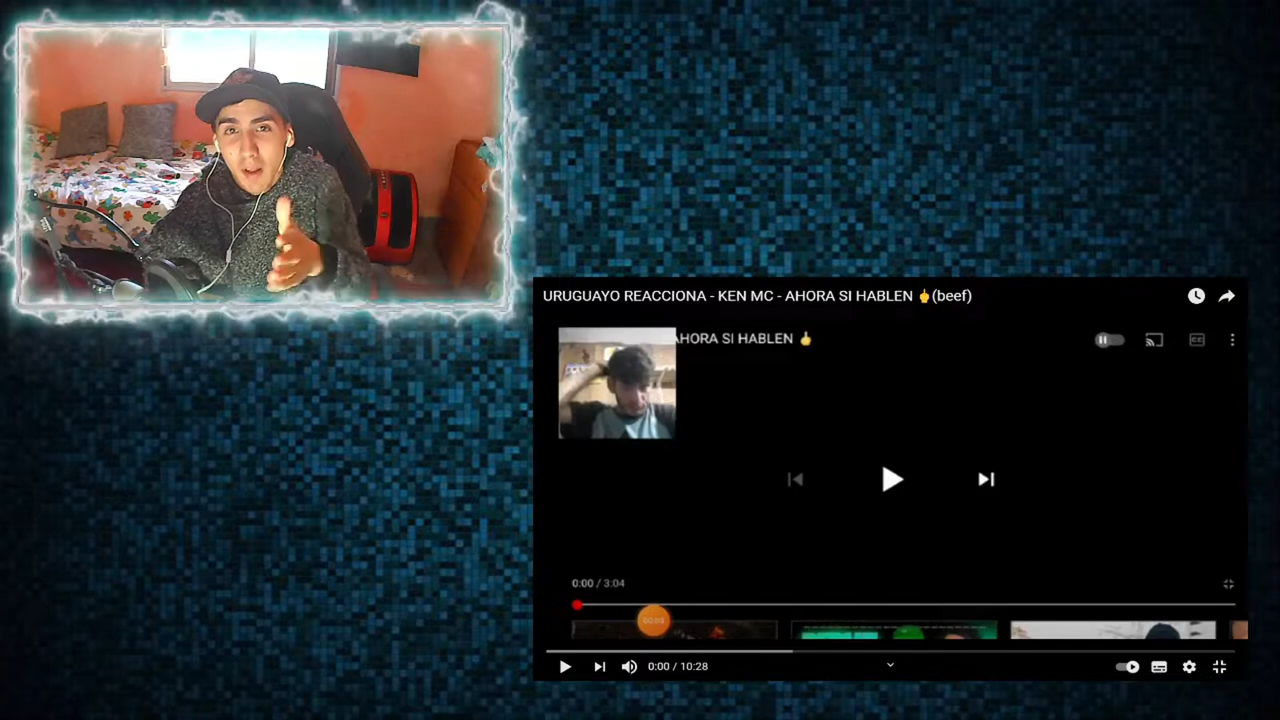 URUGUAYO REACCIONA - KEN MC - AHORA SI HABLEN 🖕(beef)
AHORA SI HABLEN 🖕
CC
0:00 / 3:04
0:00 / 10:28